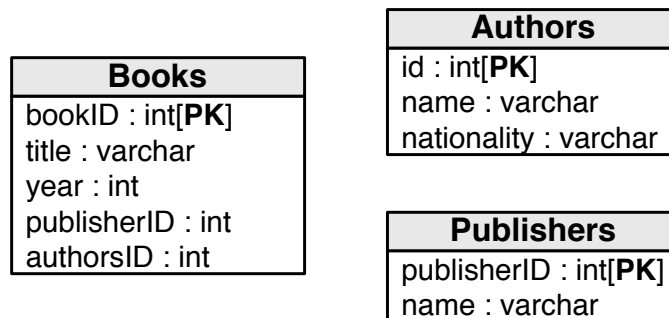 Books
bookID : int[PK]
title : varchar
year : int
publisherID : int
authorsID : int
Authors
id : int[PK]
name : varchar
nationality : varchar
Publishers
publisherID : int[PK]
name : varchar